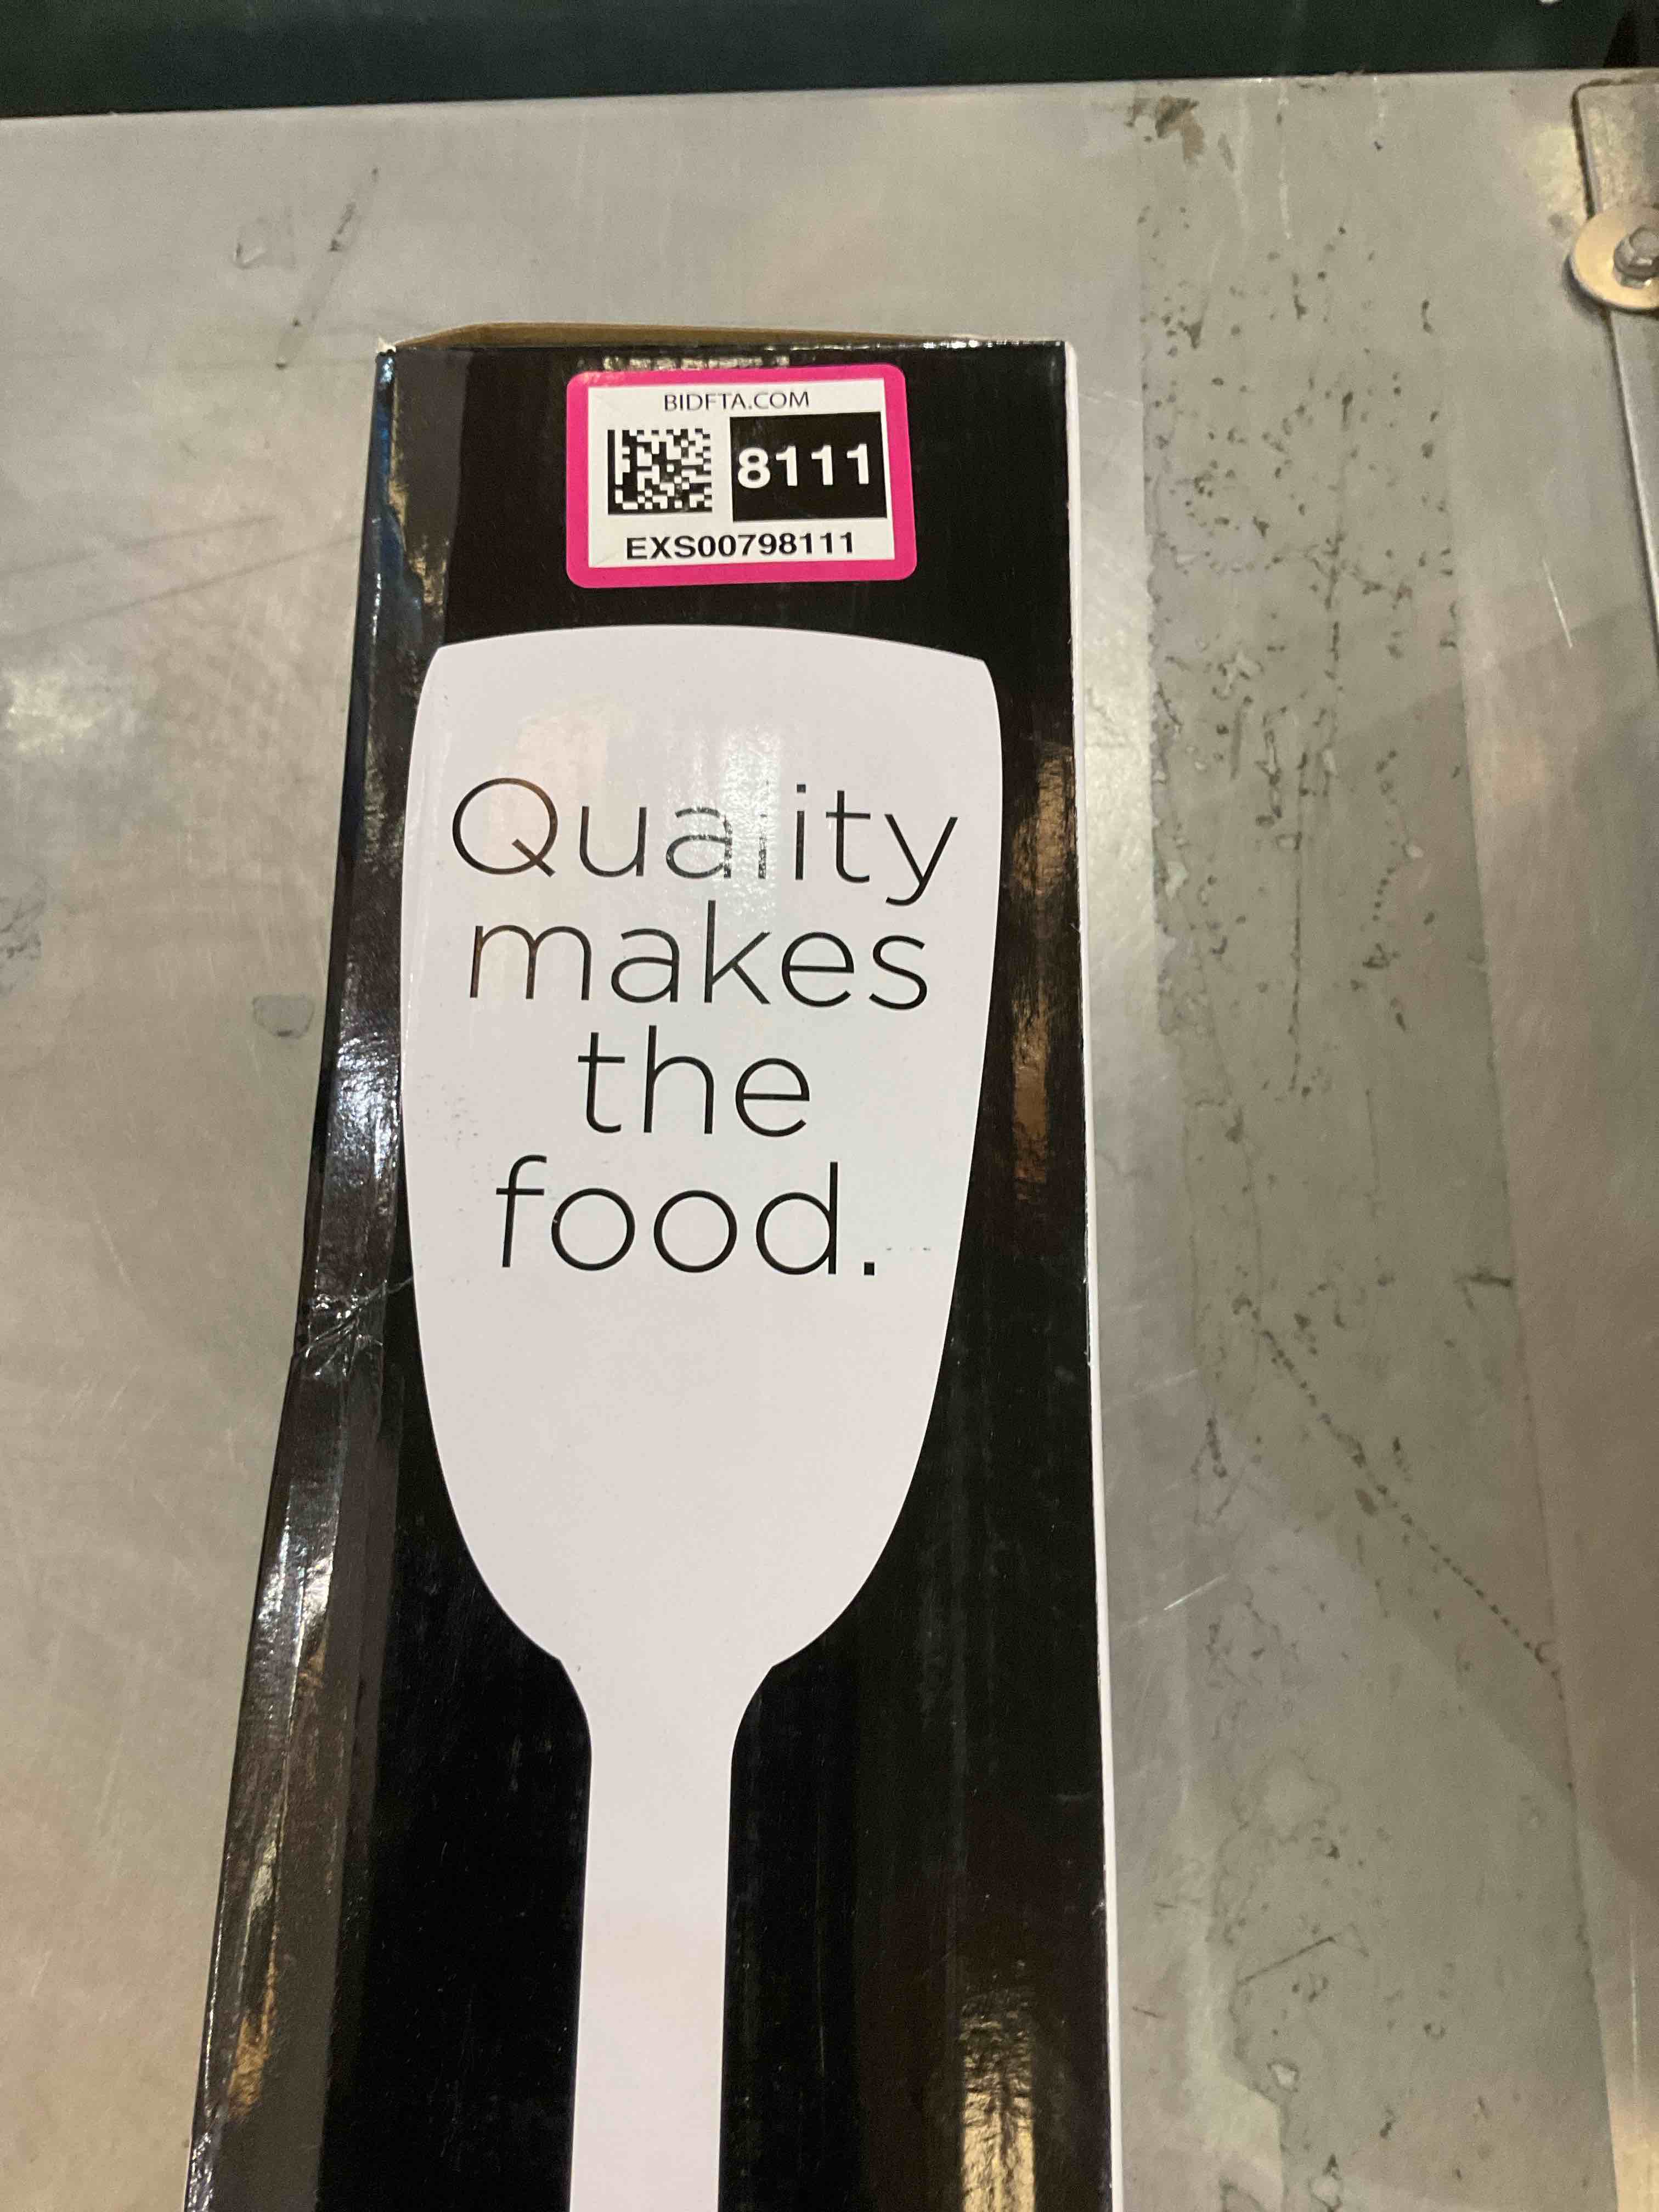 BIDFTA.COM
8111
EXS00798111
Quality
makes
the
food.